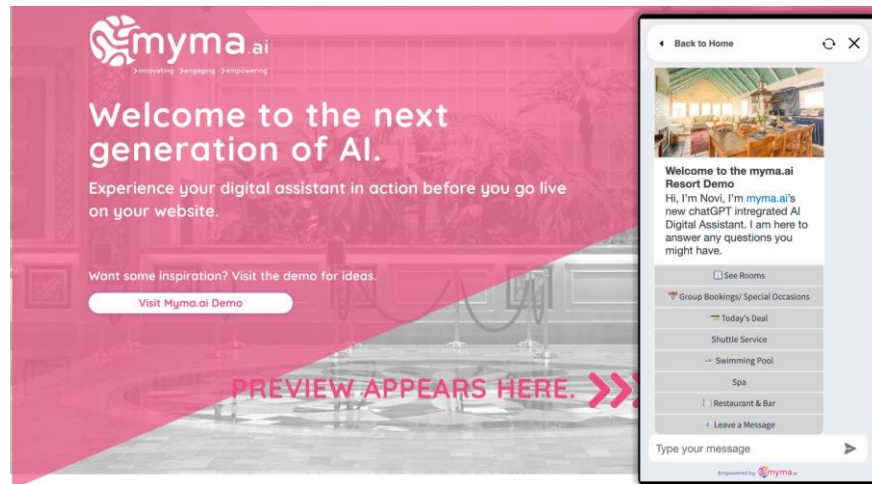 myma.ai
innovating engaging empowering
Welcome to the next
generation of AI.
Experience your digital assistant in action before you go live
on your website.
Want some inspiration? Visit the demo for ideas.
Visit Myma.ai Demo
PREVIEW APPEARS HERE.
Back to Home
Welcome to the myma.ai
Resort Demo
Hi, I'm Novi, I'm myma.ai's
new chatGPT intregrated AI
Digital Assistant. I am here to
answer any questions you
might have.
See Rooms
Group Bookings/ Special Occasions
Today's Deal
Shuttle Service
Swimming Pool
Spa
Restaurant & Bar
Leave a Message
Type your message
Empowered by myma.ai